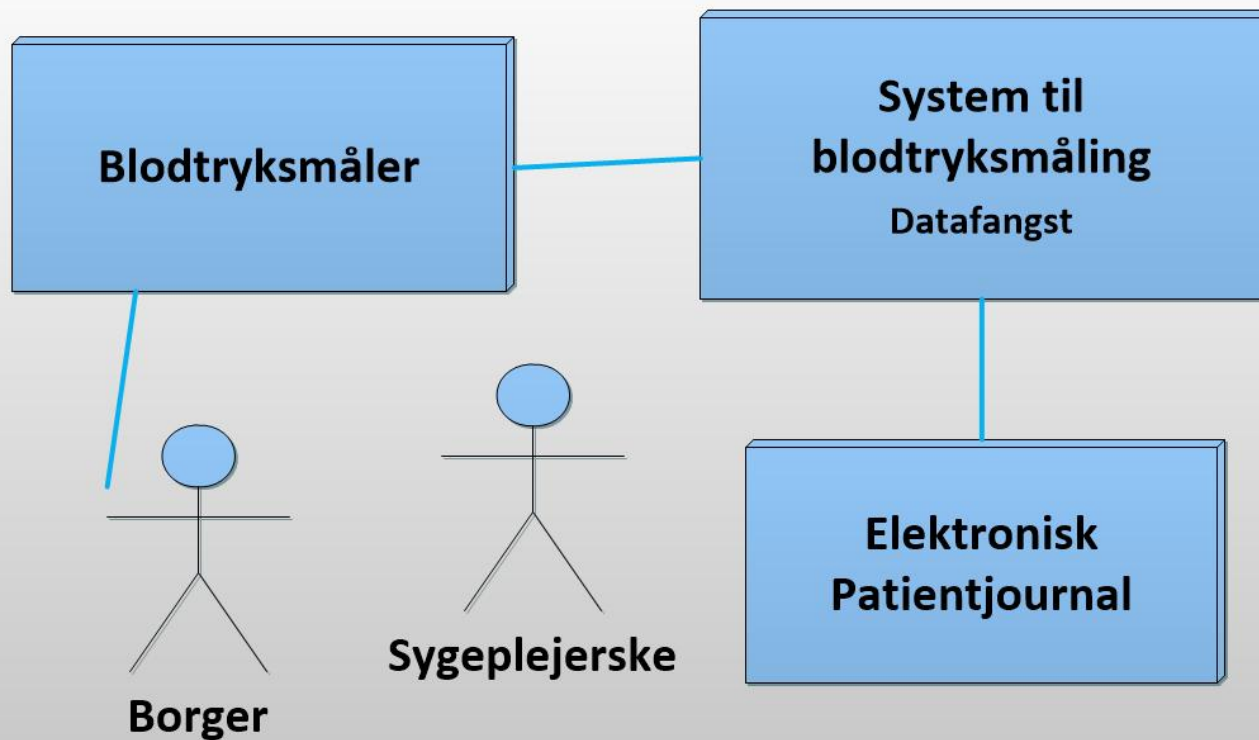 Blodtryksmåler
System til
blodtryksmåling
Datafangst
Elektronisk
Patientjournal
Sygeplejerske
Borger